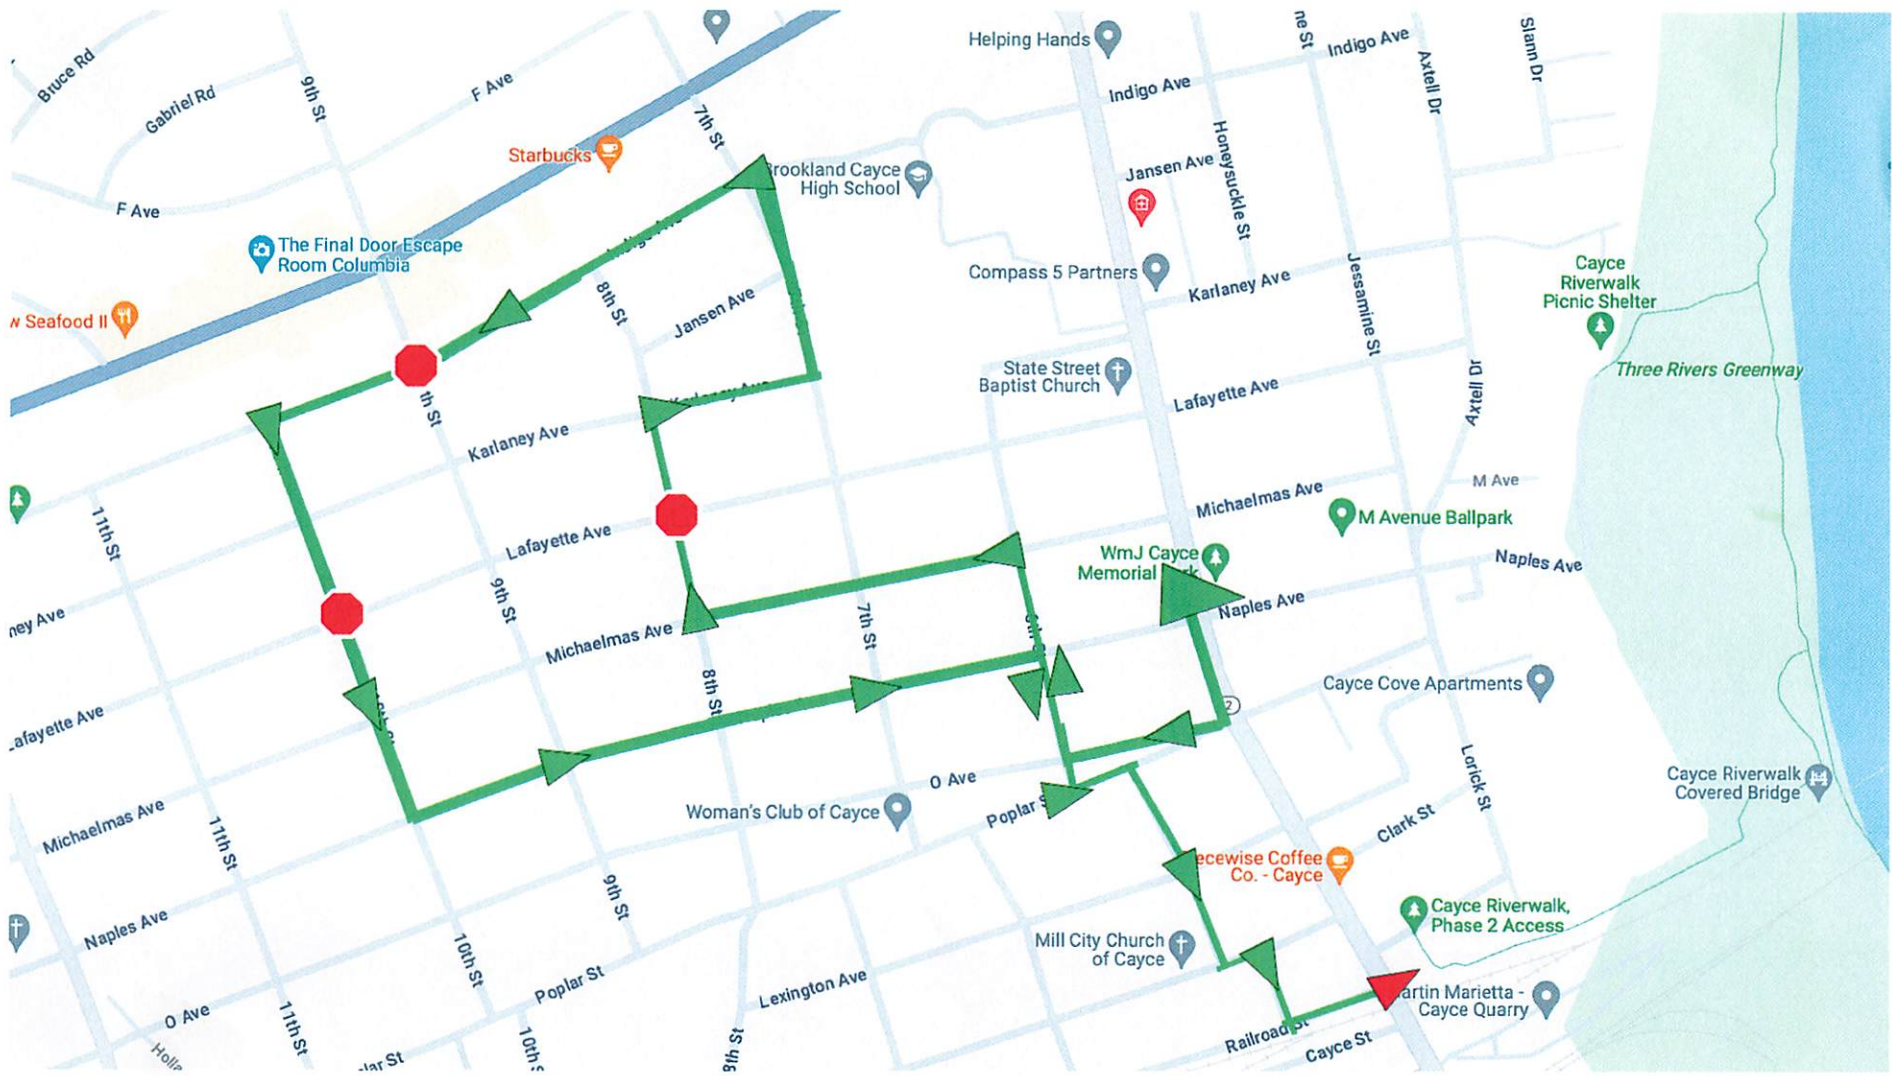 Bruce Rd
Gabriel Rd
9th St
F Ave
7th St
Helping Hands
Indigo Ave
Indigo Ave
Axtell Dr
Slann Dr
Starbucks
Brookland Cayce
High School
Jansen Ave
Honeysuckle St
F Ave
The Final Door Escape
Room Columbia
Seafood II
8th St
Jansen Ave
Compass 5 Partners
Karlaney Ave
Jessamine St
Cayce
Riverwalk
Picnic Shelter
Three Rivers Greenway
State Street
Baptist Church
Lafayette Ave
Axtell Dr
Karlaney Ave
Karlaney Ave
11th St
Lafayette Ave
9th St
Michaelmas Ave
M Ave
M Avenue Ballpark
WmJ Cayce
Memorial
Naples Ave
Naples Ave
7th St
Michaelmas Ave
8th St
Lafayette Ave
Cayce Cove Apartments
2
Lorick St
Cayce Riverwalk
Covered Bridge
O Ave
Woman's Club of Cayce
Poplar
Michaelmas Ave
11th St
Clark St
Co. - Cayce
9th St
Naples Ave
Cayce Riverwalk,
Phase 2 Access
10th St
Mill City Church
of Cayce
Poplar St
Lexington Ave
Cayce Quarry
O Ave
11th St
8th St
Railroad St
Cayce St